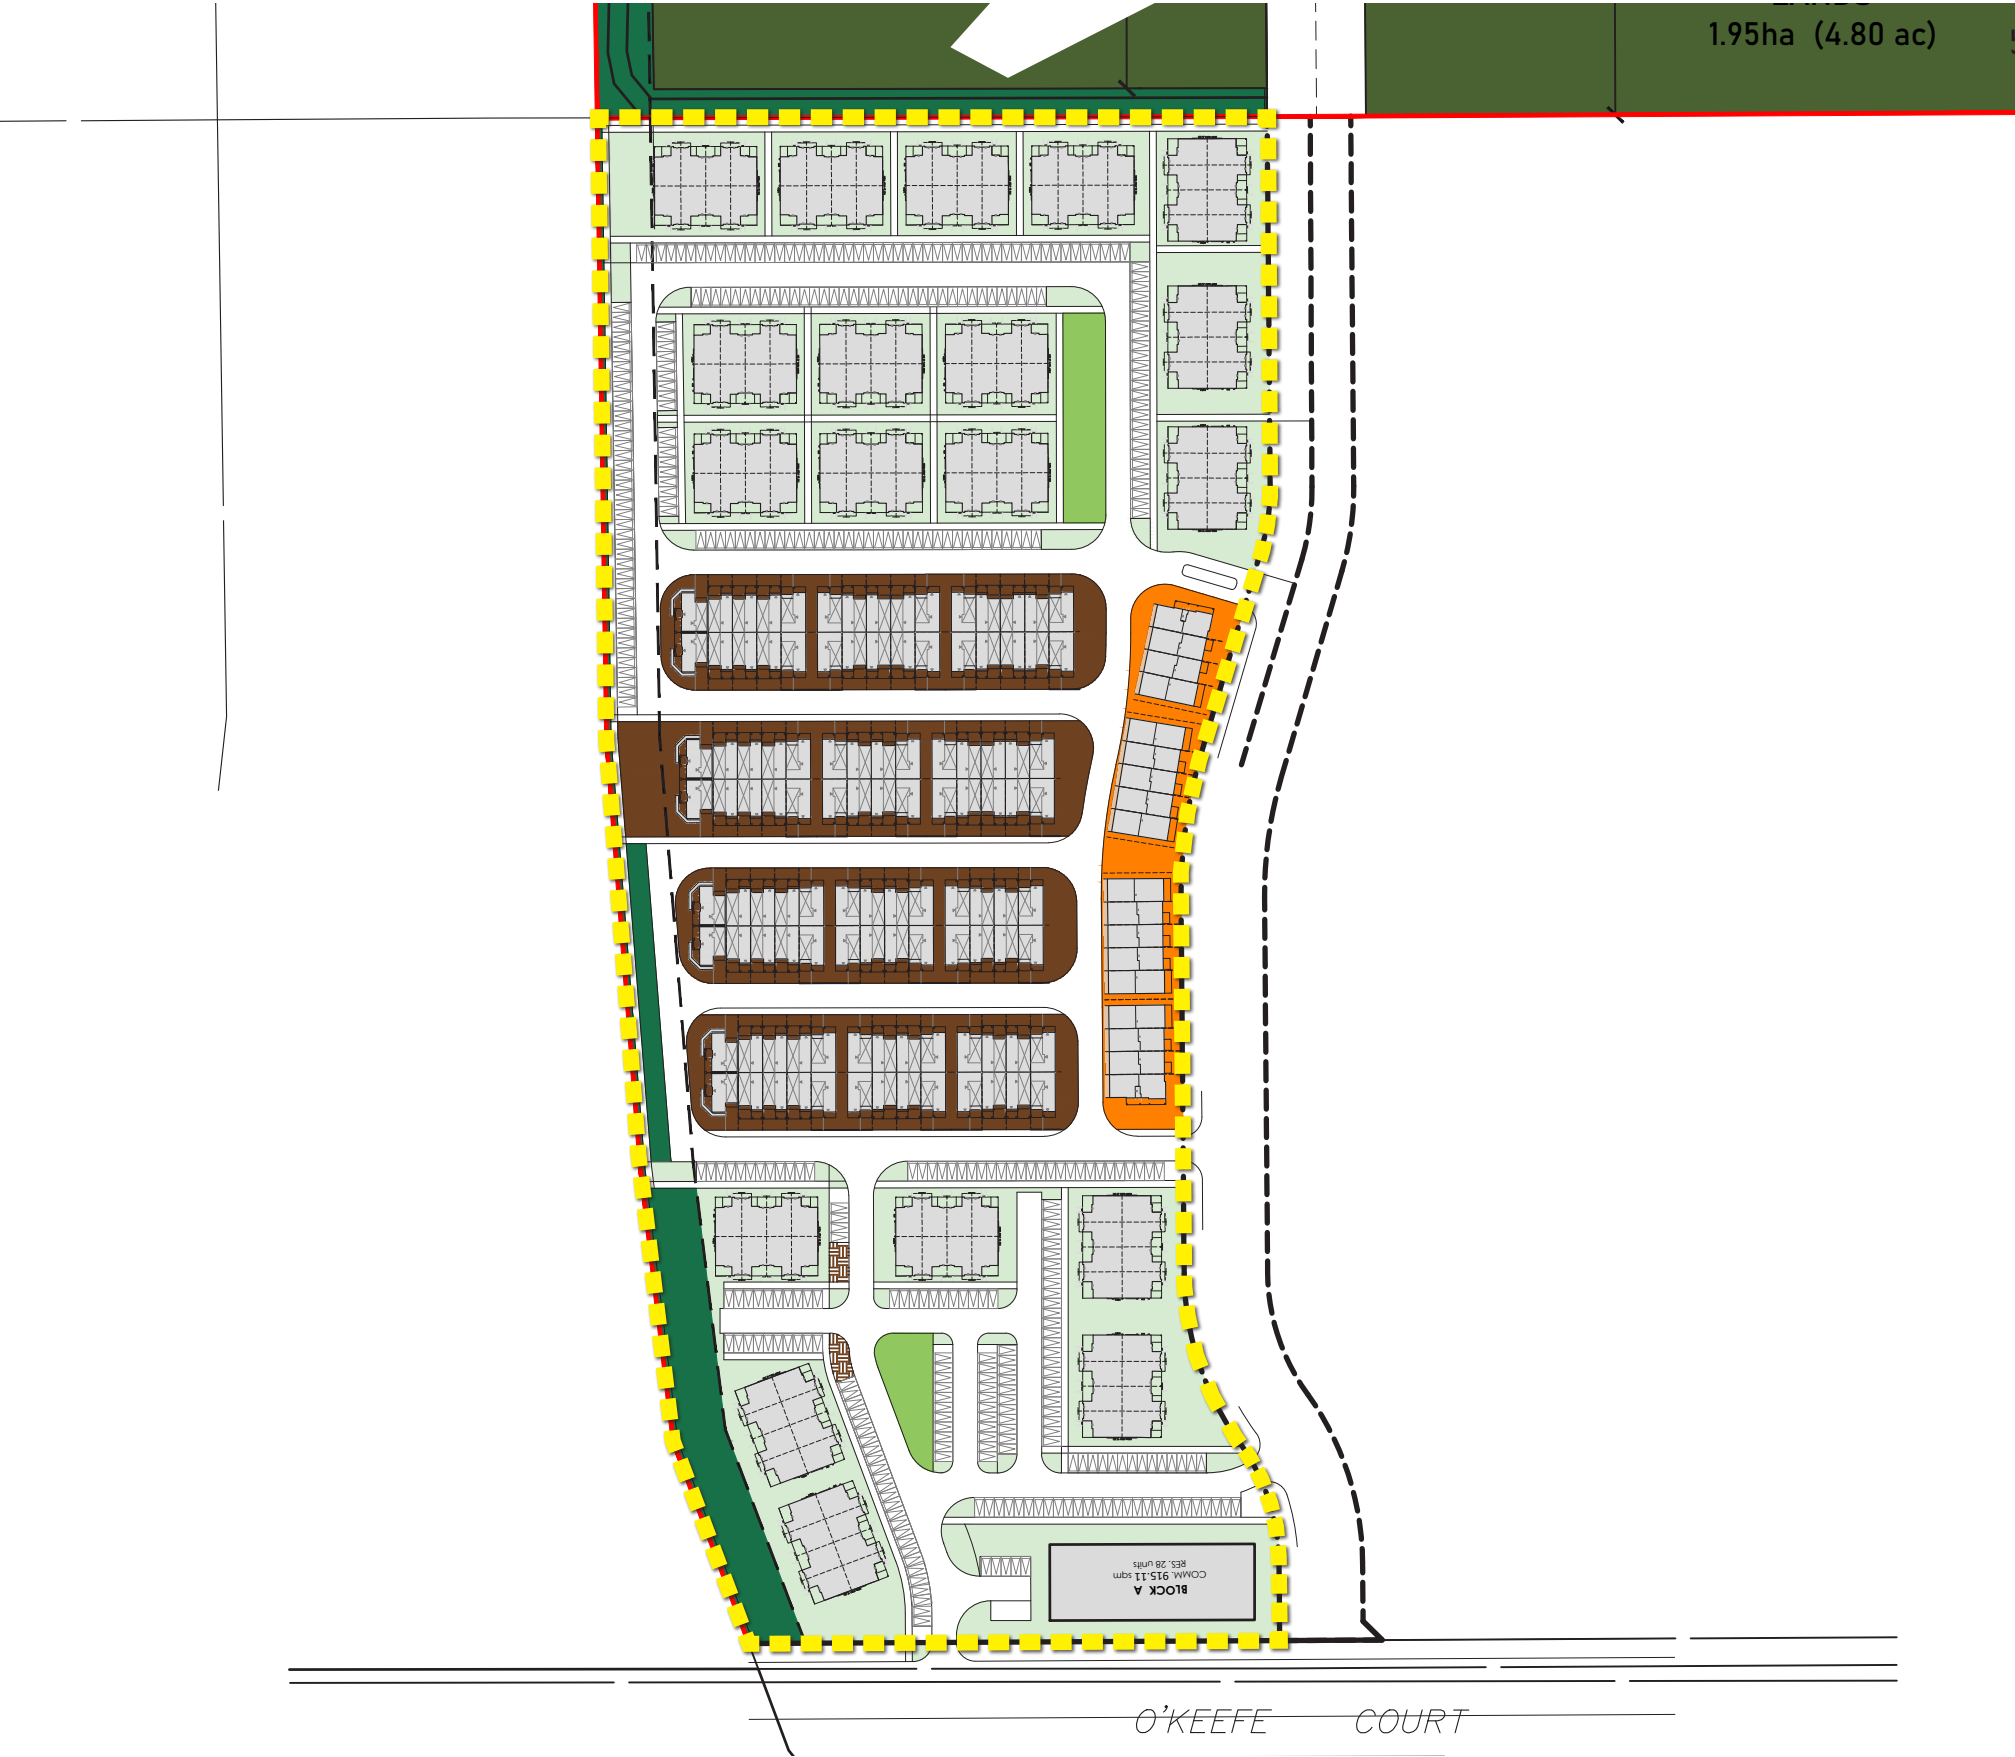 1.95ha (4.80 ac)
BLOCK A
COMM. 915.11 sqm
RES. 28 units
O'KEEFE COURT